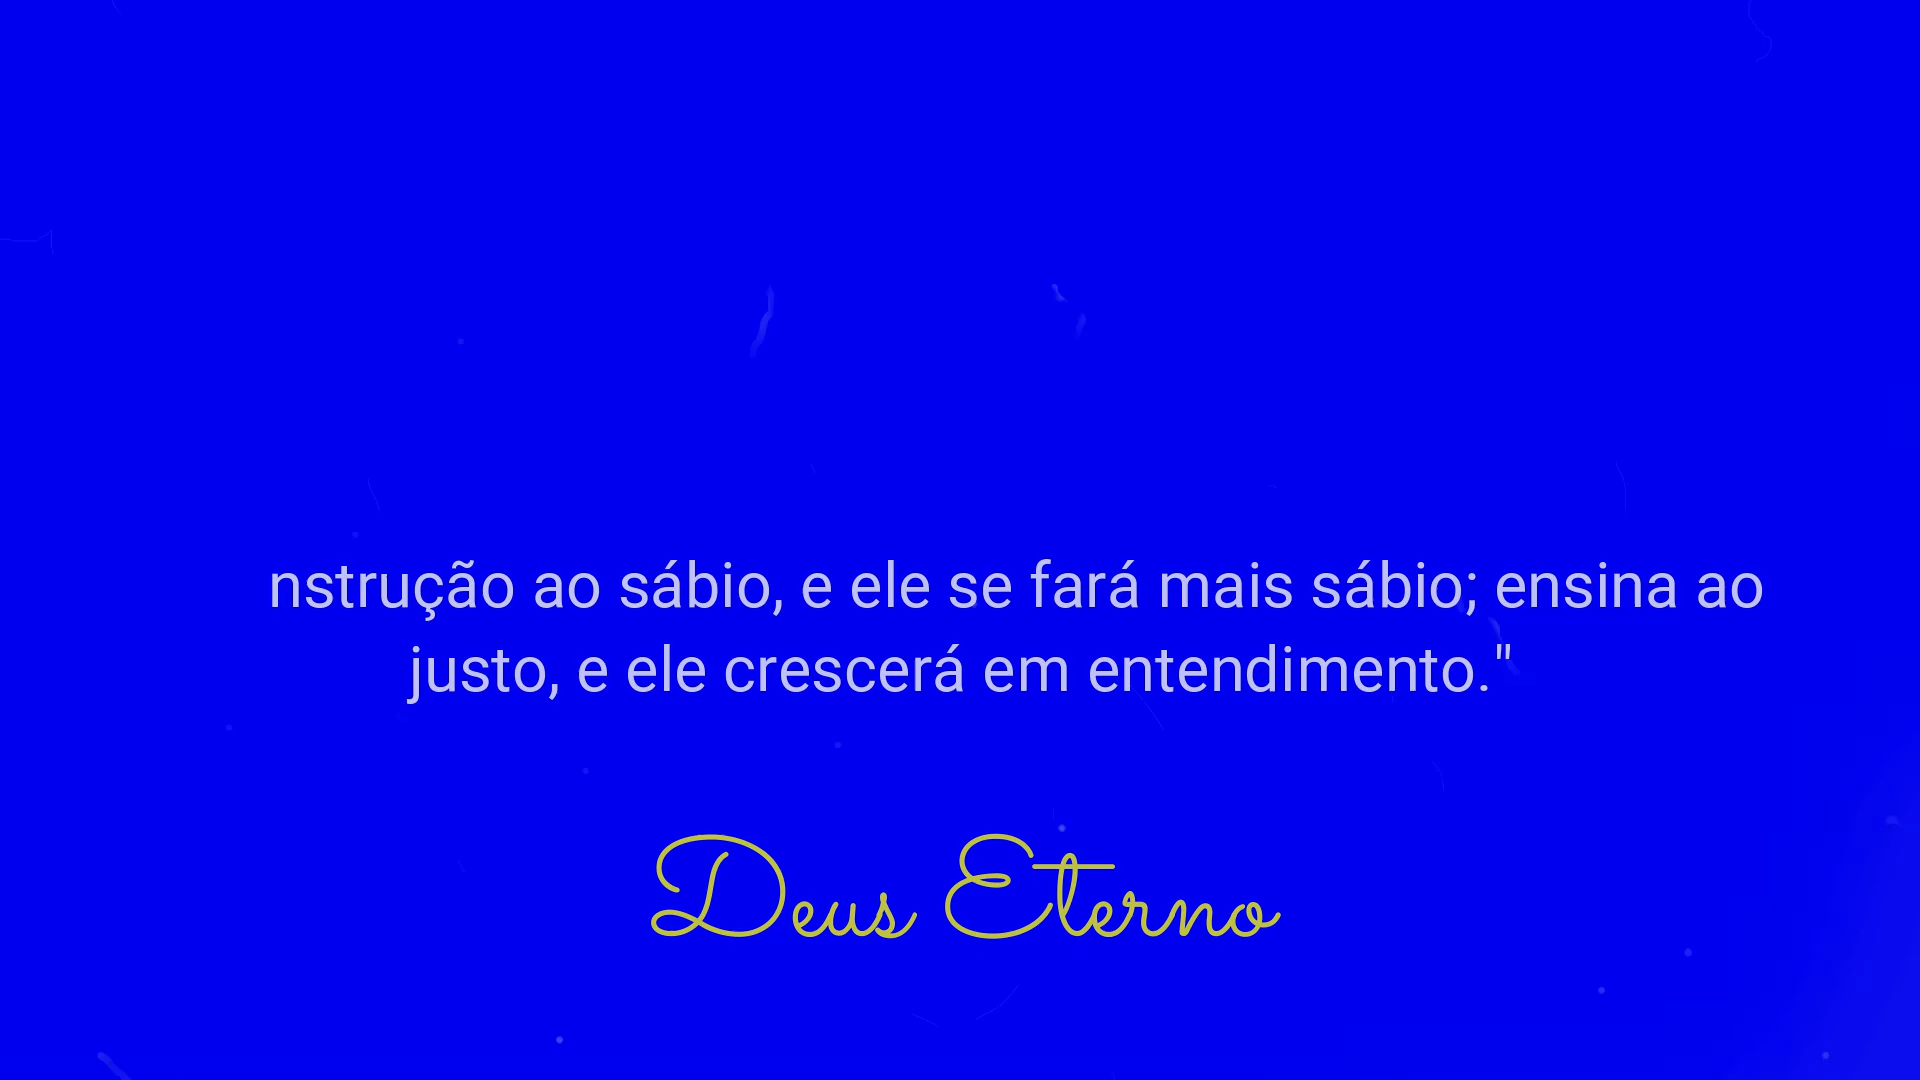 nstrução ao sábio, e ele se fará mais sábio; ensina ao
justo, e ele crescerá em entendimento."
Deus Eterno